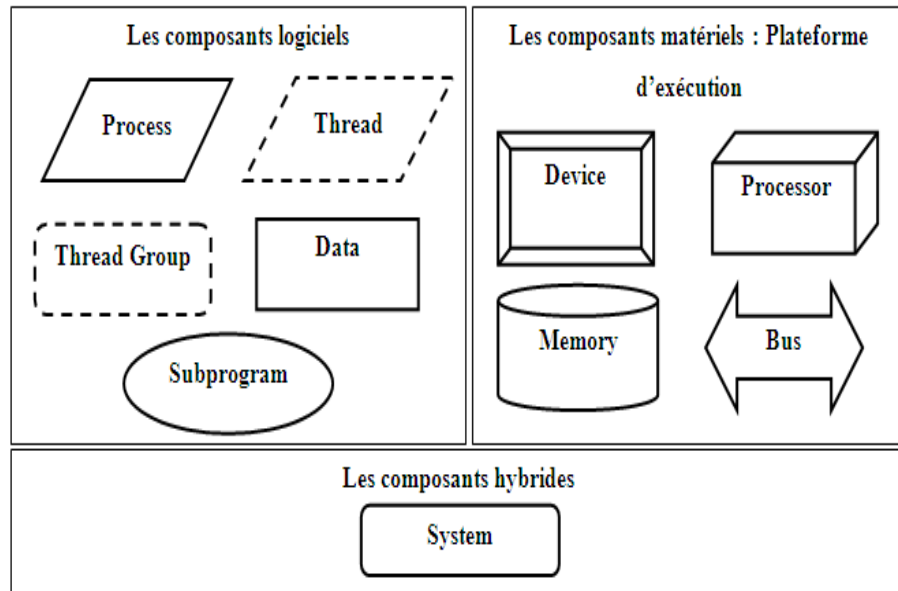 Les composants logiciels
Process
Thread
Thread Group
Data
Subprogram
Les composants matériels : Plateforme
d’exécution
Device
Processor
Memory
Bus
Les composants hybrides
System